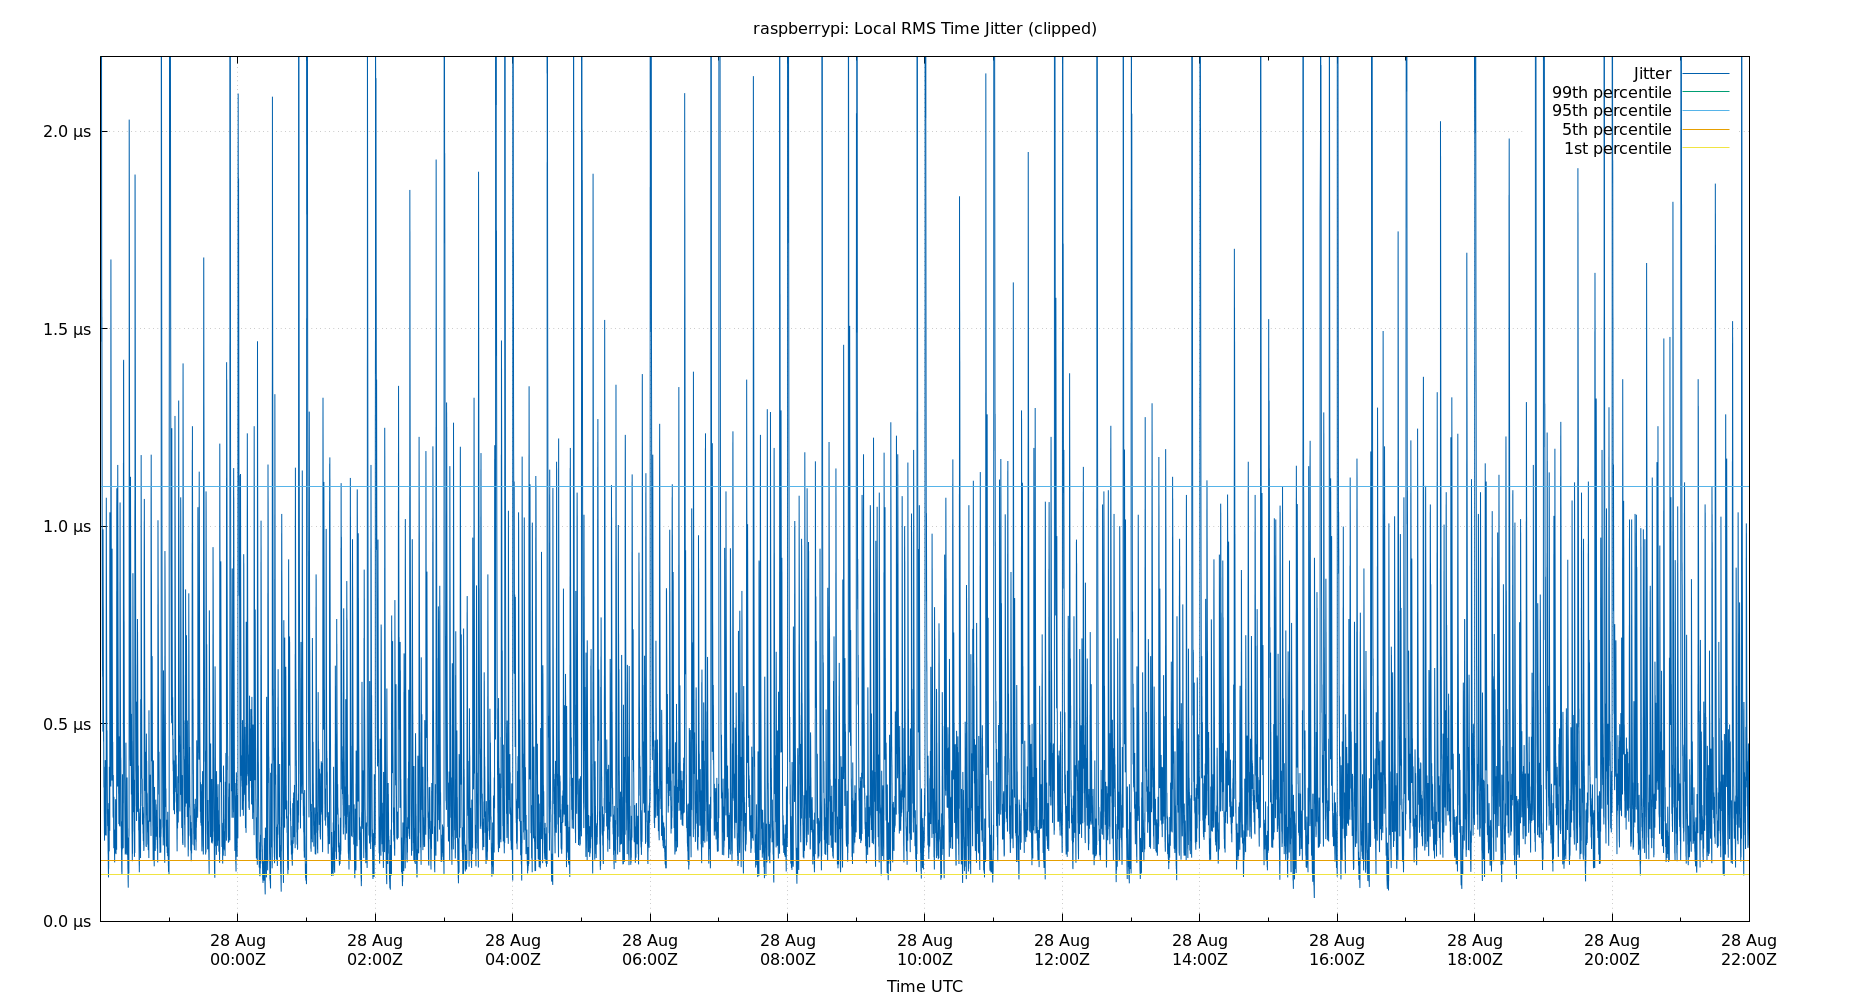 raspberrypi: Local RMS Time Jitter (clipped)
Jitter
99th percentile
95th percentile
5th percentile
1st percentile
2.0 µs
1.5 µs
1.0 µs
0.5 µs
0.0 µs
28 Aug 28 Aug 28 Aug 28 Aug 28 Aug 28 Aug 28 Aug 28 Aug 28 Aug 28 Aug 28 Aug 28 Aug
00:00Z 02:00Z 04:00Z 06:00Z 08:00Z 10:00Z 12:00Z 14:00Z 16:00Z 18:00Z 20:00Z 22:00Z
Time UTC